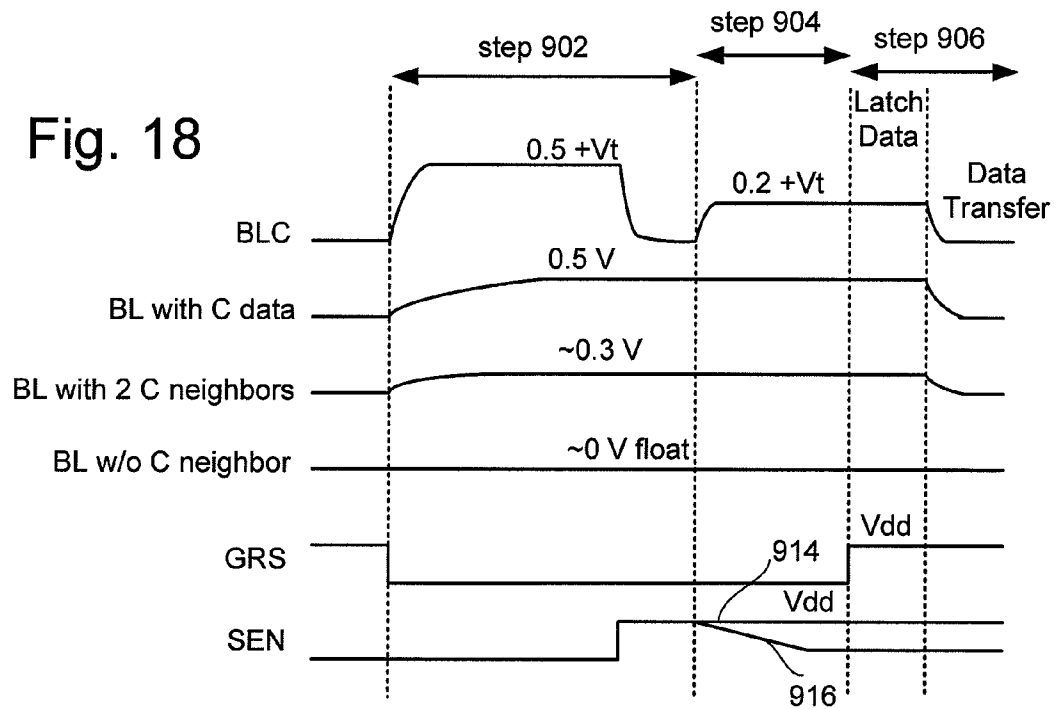 step 904
step 902
step 906
Fig. 18
Latch
Data
0.5 +Vt
0.2 +Vt
Data
Transfer
BLC
0.5 V
BL with C data
~0.3 V
BL with 2 C neighbors
BL w/o C neighbor
~0 V float
Vdd
914
GRS
Vdd
SEN
916